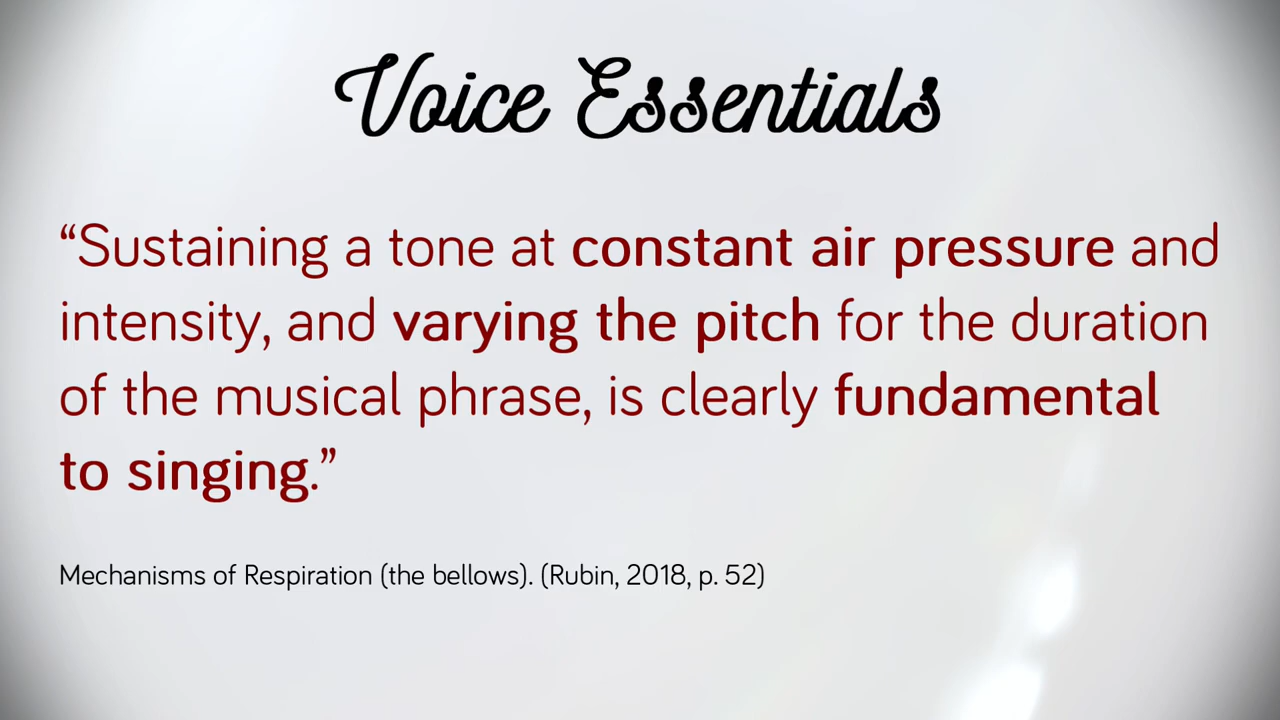 Voice Essentials
“Sustaining a tone at constant air pressure and
intensity, and varying the pitch for the duration
of the musical phrase, is clearly fundamental
to singing.”
Mechanisms of Respiration (the bellows). (Rubin, 2018, p. 52)